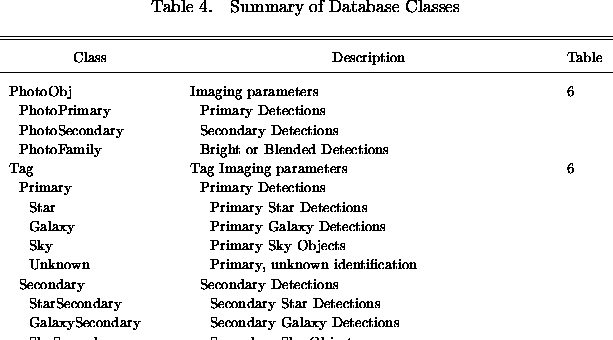 Table 4. Summary of Database Classes
Class Description Table
PhotoObj Imaging parameters 6
PhotoPrimary Primary Detections
PhotoSecondary Secondary Detections
PhotoFamily Bright or Blended Detections
Tag Tag Imaging parameters 6
Primary Primary Detections
Star Primary Star Detections
Galaxy Primary Galaxy Detections
Sky Primary Sky Objects
Unknown Primary, unknown identification
Secondary Secondary Detections
StarSecondary Secondary Star Detections
GalaxySecondary Secondary Galaxy Detections